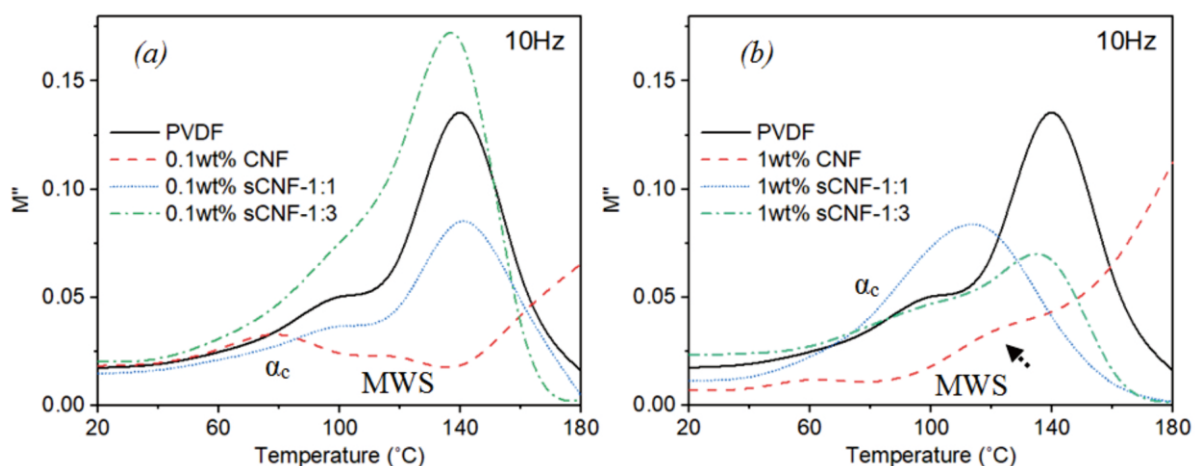 (a)
10Hz
PVDF
0.1wt% CNF
0.1wt% sCNF-1:1
0.1wt% sCNF-1:3
αc
MWS
M"
0.15
0.10
0.05
0.00
20
60
100
140
180
Temperature (°C)
(b)
10Hz
PVDF
1wt% CNF
1wt% sCNF-1:1
1wt% sCNF-1:3
αc
MWS
M"
0.15
0.10
0.05
0.00
20
60
100
140
180
Temperature (°C)